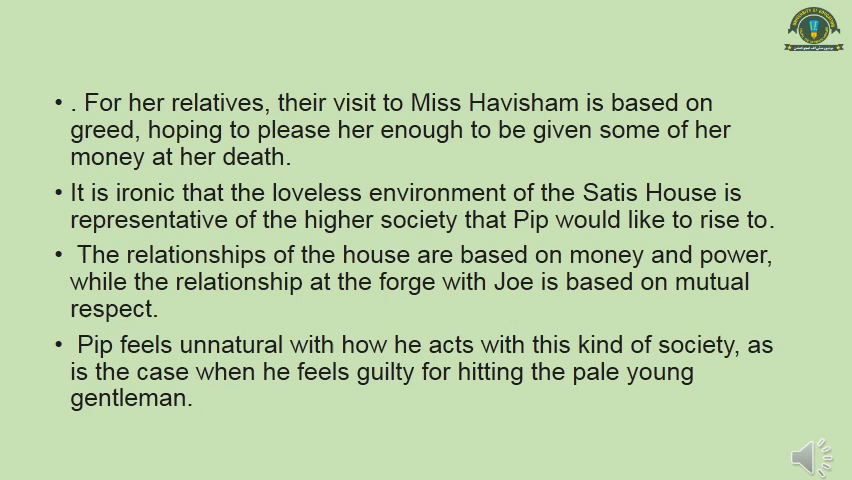 • . For her relatives, their visit to Miss Havisham is based on
greed, hoping to please her enough to be given some of her
money at her death.
• It is ironic that the loveless environment of the Satis House is
representative of the higher society that Pip would like to rise to.
• The relationships of the house are based on money and power,
while the relationship at the forge with Joe is based on mutual
respect.
• Pip feels unnatural with how he acts with this kind of society, as
is the case when he feels guilty for hitting the pale young
gentleman.